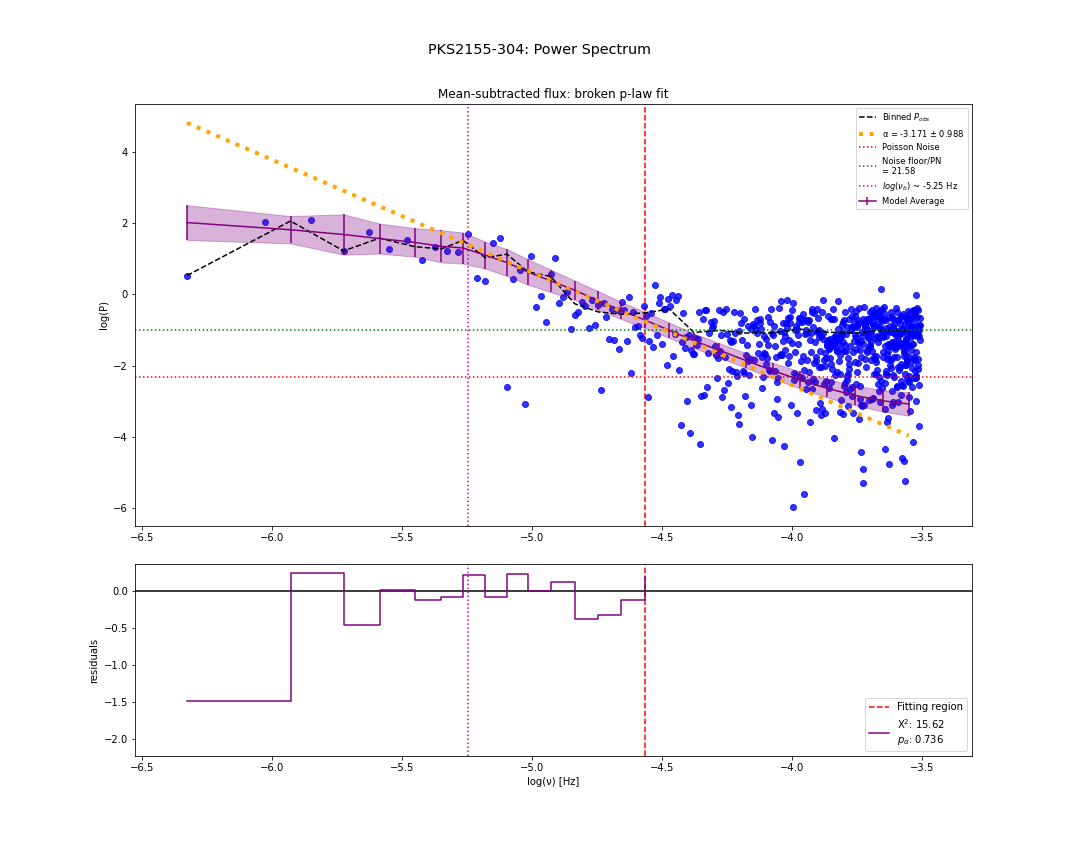 PKS2155-304: Power Spectrum
Mean-subtracted flux: broken p-law fit
log(P)
4
2
0
−2
−4
−6
Binned P_obs
α = -3.171 ± 0.988
Poisson Noise
Noise floor/PN
= 21.58
log(ν_b) ~ -5.25 Hz
Model Average
−6.5 −6.0 −5.5 −5.0 −4.5 −4.0 −3.5
residuals
0.0
−0.5
−1.0
−1.5
−2.0
Fitting region
X²: 15.62
p_α: 0.736
−6.5 −6.0 −5.5 −5.0 −4.5 −4.0 −3.5
log(ν) [Hz]